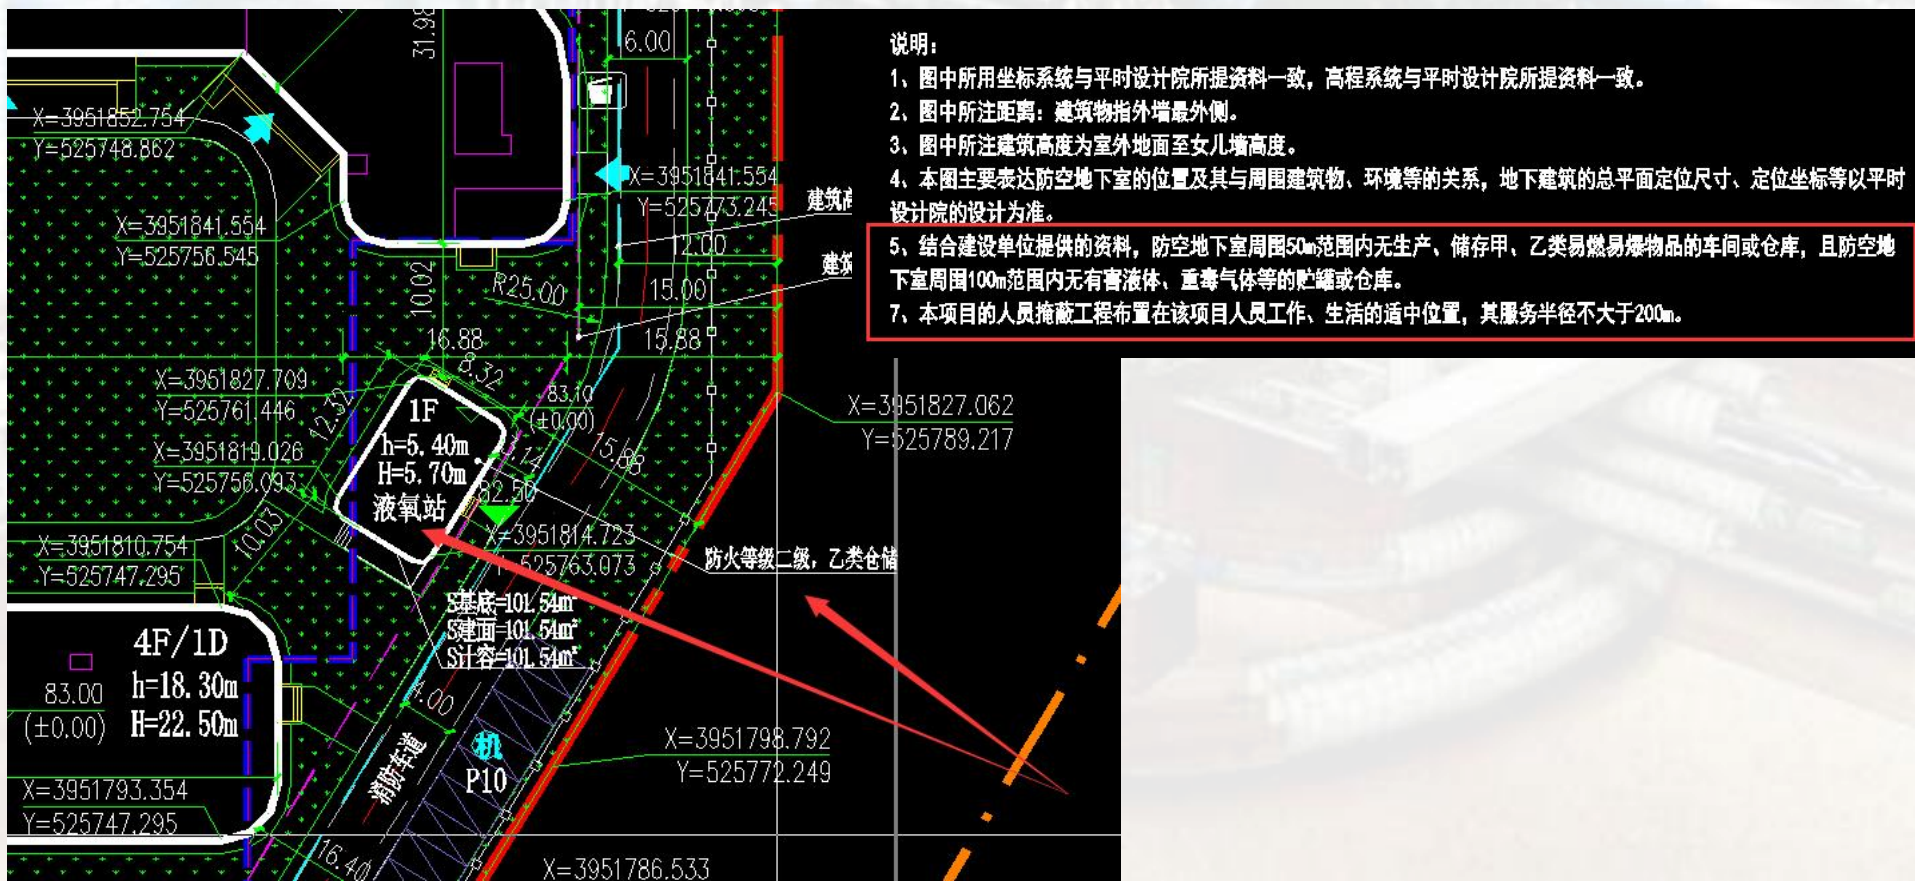 说明:
1、图中所用坐标系统与平时设计院所提资料一致，高程系统与平时设计院所提资料一致。
2、图中所注距离：建筑物指外墙最外侧。
3、图中所注建筑高度为室外地面至女儿墙高度。
4、本图主要表达防空地下室的位置及其与周围建筑物、环境等的关系，地下建筑的总平面定位尺寸、定位坐标等以平时
设计院的设计为准。
5、结合建设单位提供的资料，防空地下室周围50m范围内无生产、储存甲、乙类易燃易爆物品的车间或仓库，且防空地
下室周围100m范围内无有害液体、重毒气体等的贮罐或仓库。
7、本项目的人员掩蔽工程布置在该项目人员工作、生活的适中位置，其服务半径不大于200m。
31.98
6.00
X=3951852.754
Y=525748.862
X=3951841.554
Y=525773.245
建筑高
X=3951841.554
Y=525756.545
2.00
建筑
10.02
R25.00
15.00
16.88
15.88
8.32
X=3951827.709
Y=525761.446
12.32
1F
h=5.40m
H=5.70m
液氧站
83.10
(±0.00)
X=3951827.062
Y=525789.217
X=3951819.026
Y=525756.093
15.88
82.50
10.03
X=3951814.723
Y=525763.073
X=3951810.754
Y=525747.295
防火等级二级，乙类仓储
S基底=101.54m²
S建面=101.54m²
S计容=101.54m²
4F/1D
h=18.30m
H=22.50m
83.00
(±0.00)
4.00
消防车道
机
P10
X=3951798.792
Y=525772.249
X=3951793.354
Y=525747.295
16.40
X=3951786.533